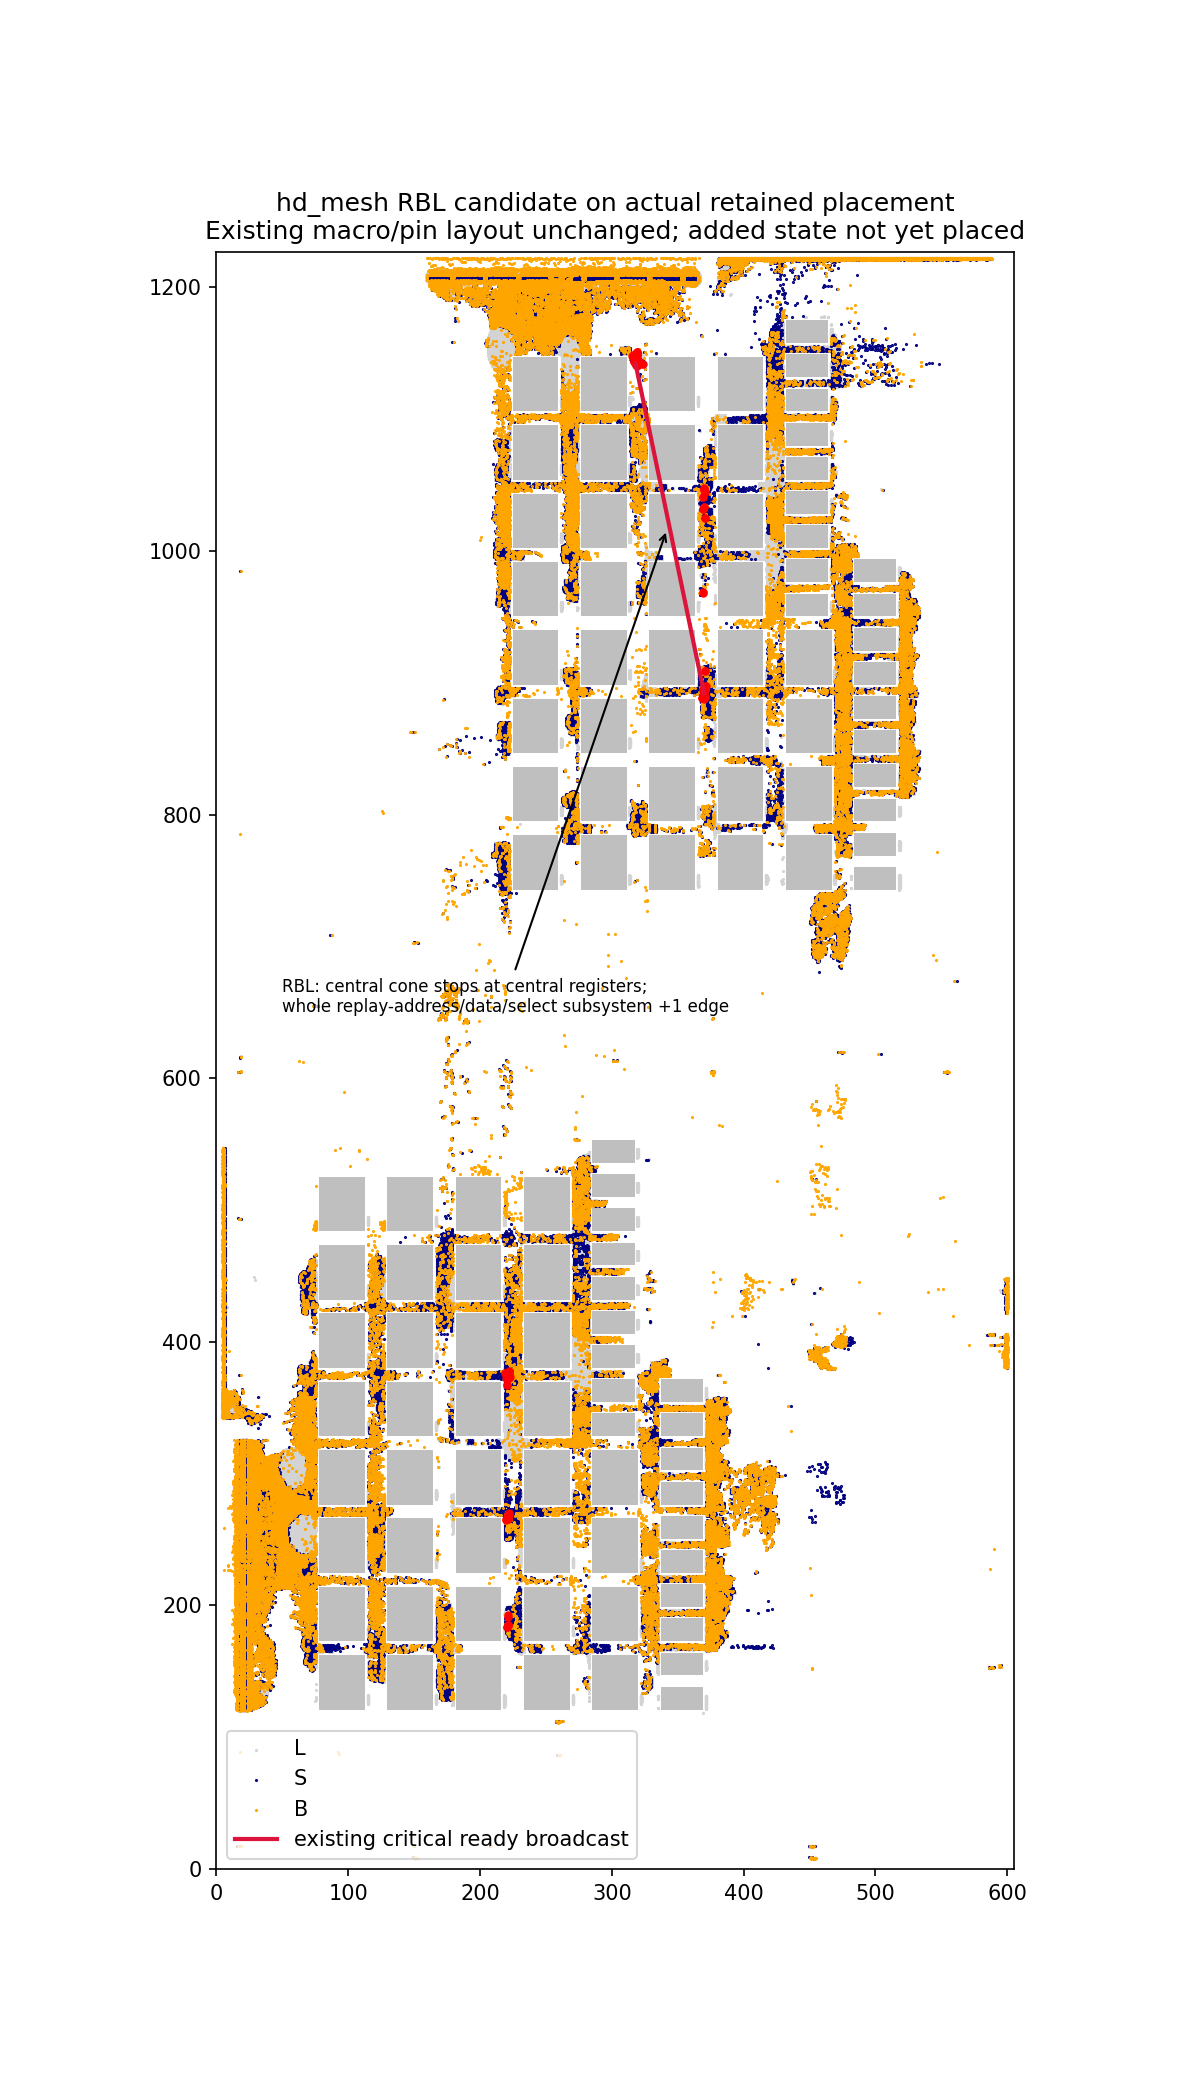 hd_mesh RBL candidate on actual retained placement
Existing macro/pin layout unchanged; added state not yet placed
1200
1000
800
RBL: central cone stops at central registers;
whole replay-address/data/select subsystem +1 edge
600
400
200
L
S
B
existing critical ready broadcast
0
0 100 200 300 400 500 600